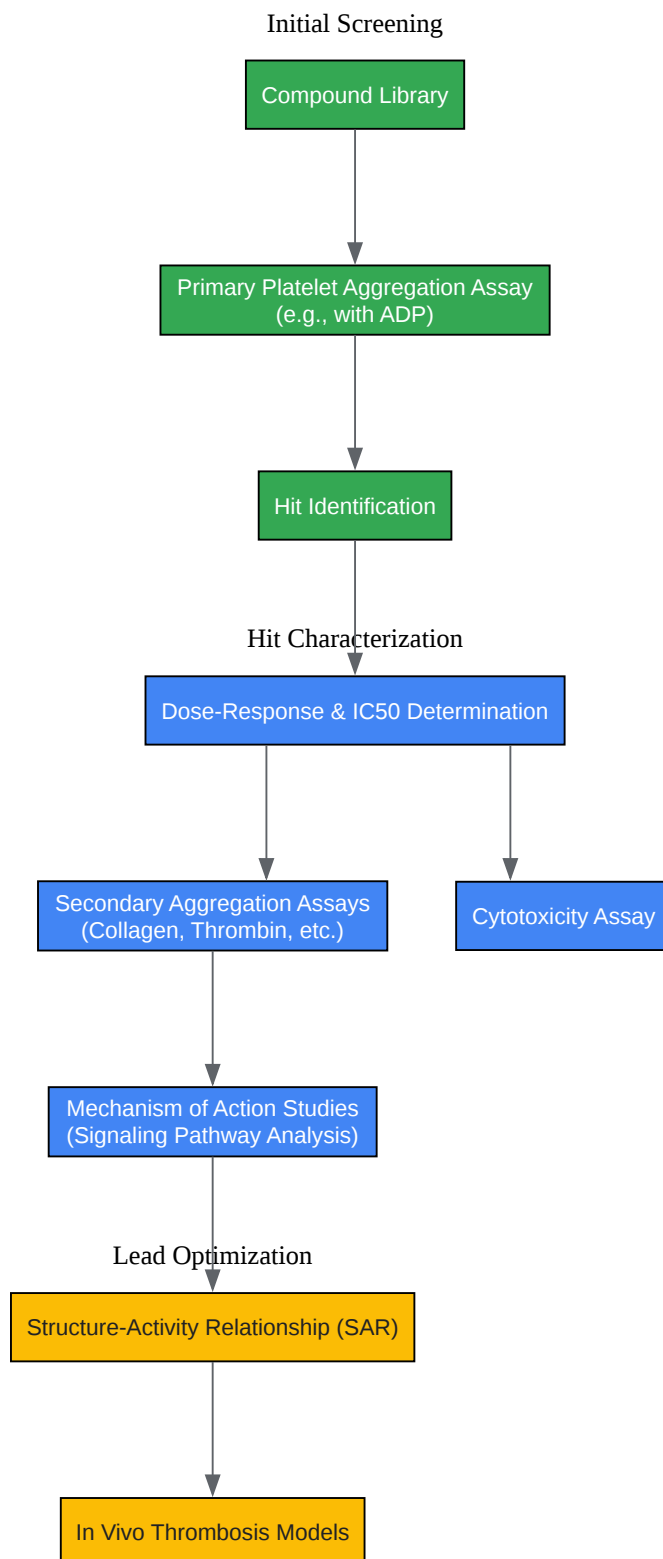 Initial Screening
Compound Library
Primary Platelet Aggregation Assay
(e.g., with ADP)
Hit Identification
Hit Characterization
Dose-Response & IC50 Determination
Secondary Aggregation Assays
(Collagen, Thrombin, etc.)
Cytotoxicity Assay
Mechanism of Action Studies
(Signaling Pathway Analysis)
Lead Optimization
Structure-Activity Relationship (SAR)
In Vivo Thrombosis Models